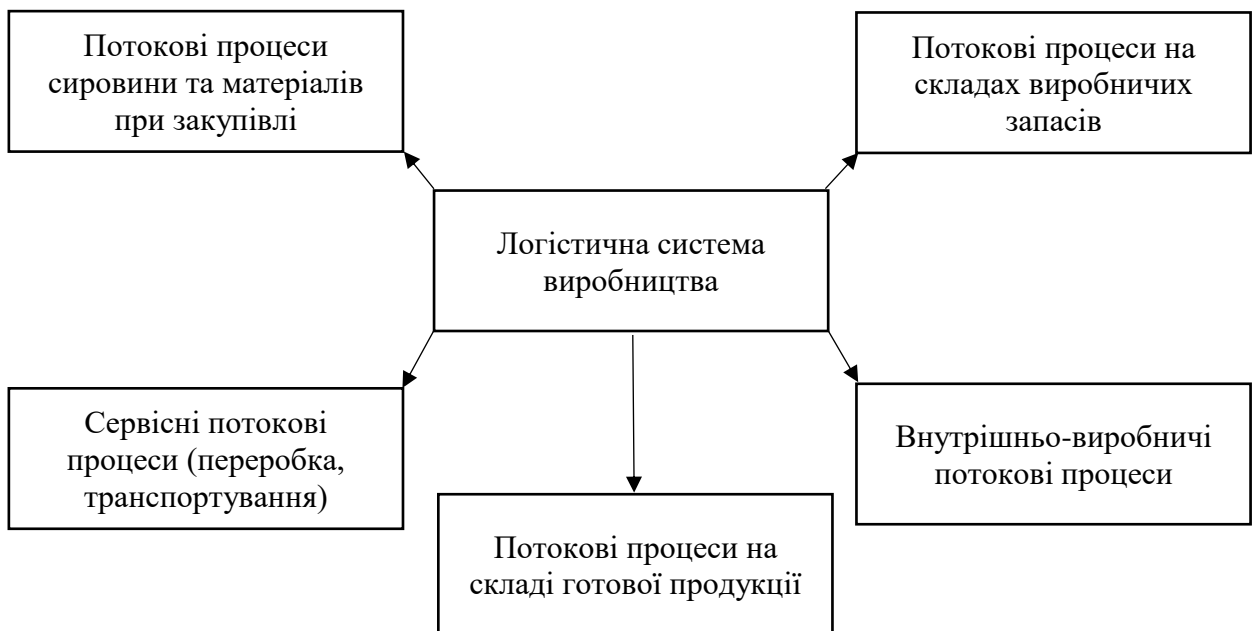 Потокові процеси
сировини та матеріалів
при закупівлі
Потокові процеси на
складах виробничих
запасів
Логістична система
виробництва
Сервісні потокові
процеси (переробка,
транспортування)
Внутрішньо-виробничі
потокові процеси
Потокові процеси на
складі готової продукції